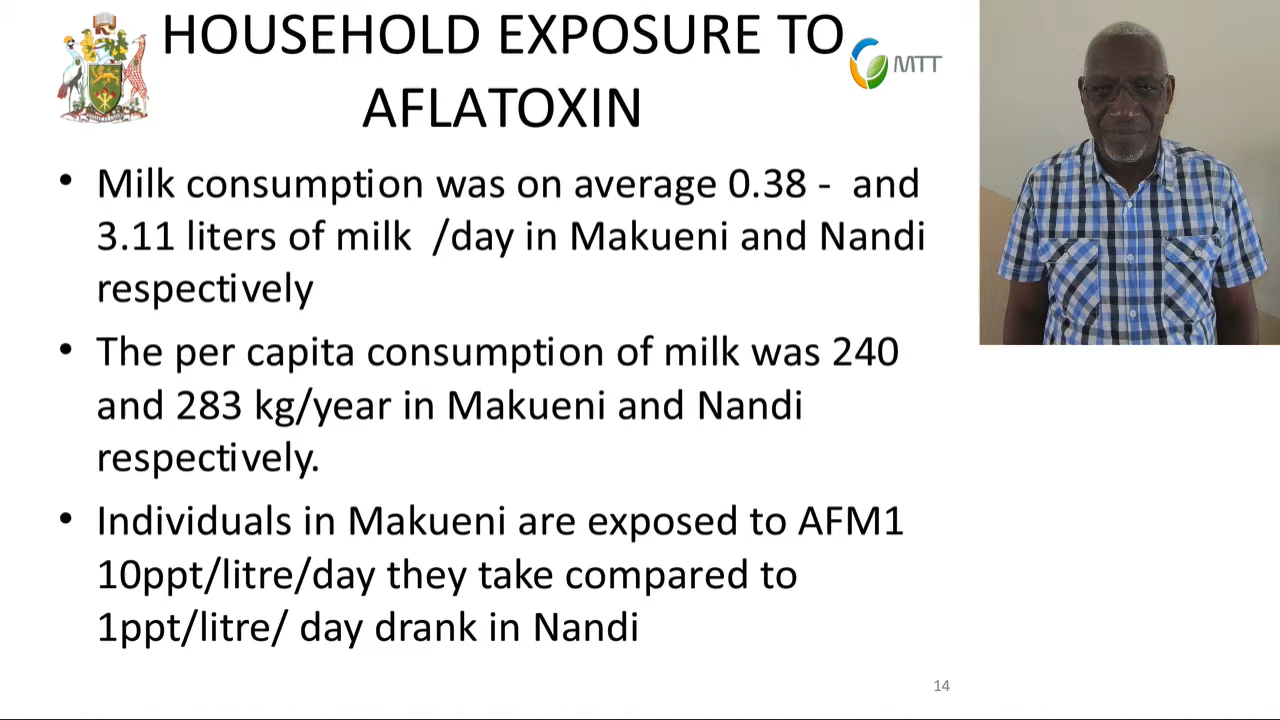 HOUSEHOLD EXPOSURE TO
AFLATOXIN
MTT
• Milk consumption was on average 0.38 - and
3.11 liters of milk /day in Makueni and Nandi
respectively
• The per capita consumption of milk was 240
and 283 kg/year in Makueni and Nandi
respectively.
• Individuals in Makueni are exposed to AFM1
10ppt/litre/day they take compared to
1ppt/litre/ day drank in Nandi
14